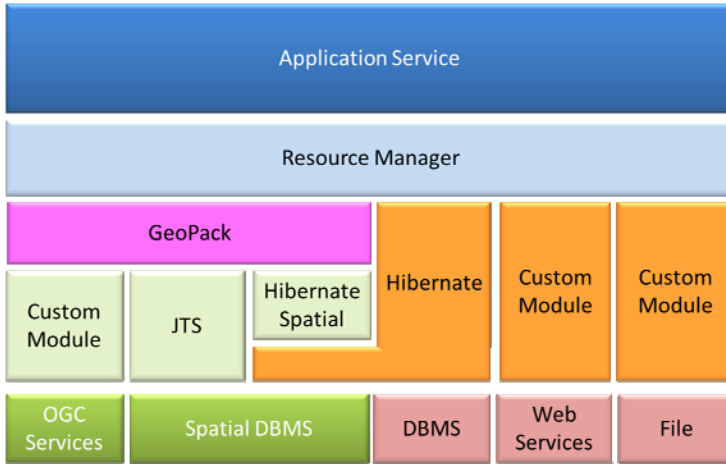 Application Service
Resource Manager
GeoPack
Hibernate
Custom
Module
Custom
Module
Custom
Module
JTS
Hibernate
Spatial
OGC
Services
Spatial DBMS
DBMS
Web
Services
File